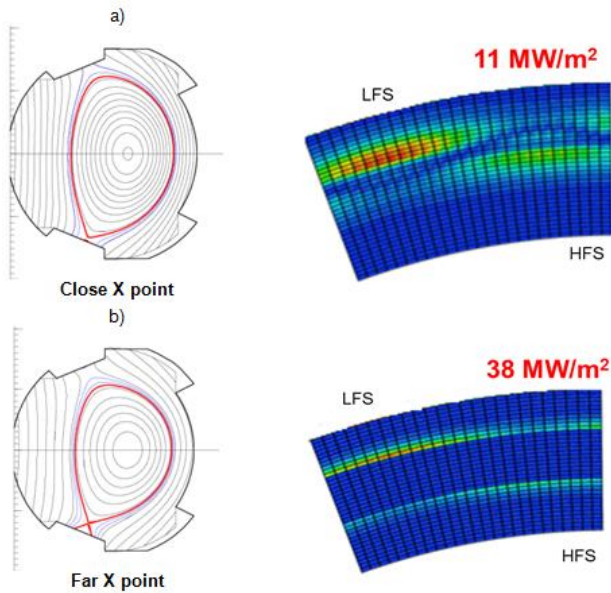 a)
11 MW/m²
LFS
HFS
Close X point
b)
38 MW/m²
LFS
HFS
Far X point